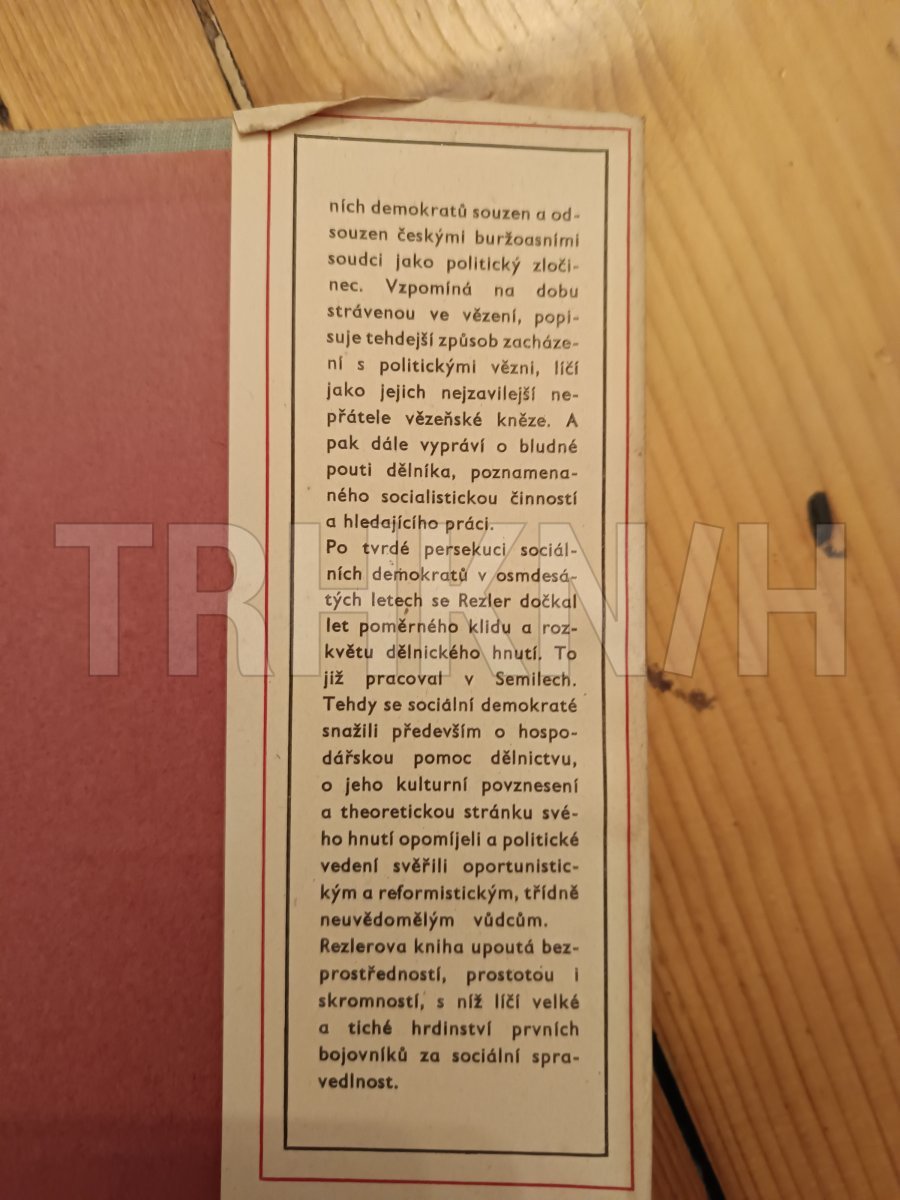 ních demokratů souzen a od-
souzen českými buržoasními
soudci jako politický zloči-
nec. Vzpomíná na dobu
strávenou ve vězení, popi-
suje tehdejší způsob zacháze-
ní s politickými vězni, líčí
jako jejich nejzavilejší ne-
přátele vězeňské kněze. A
pak dále vypráví o bludné
pouti dělníka, poznamena-
ného socialistickou činností
a hledajícího práci.
Po tvrdé persekuci sociál-
ních demokratů v osmdesá-
tých letech se Rezler dočkal
let poměrného klidu a roz-
květu dělnického hnutí. To
již pracoval v Semilech.
Tehdy se sociální demokraté
snažili především o hospo-
dářskou pomoc dělnictvu,
o jeho kulturní povznesení
a theoretickou stránku své-
ho hnutí opomíjeli a politické
vedení svěřili oportunistic-
kým a reformistickým, třídně
neuvědomělým vůdcům.
Rezlerova kniha upoutá bez-
prostředností, prostotou i
skromností, s níž líčí velké
a tiché hrdinství prvních
bojovníků za sociální spra-
vedlnost.
TRHKNIH